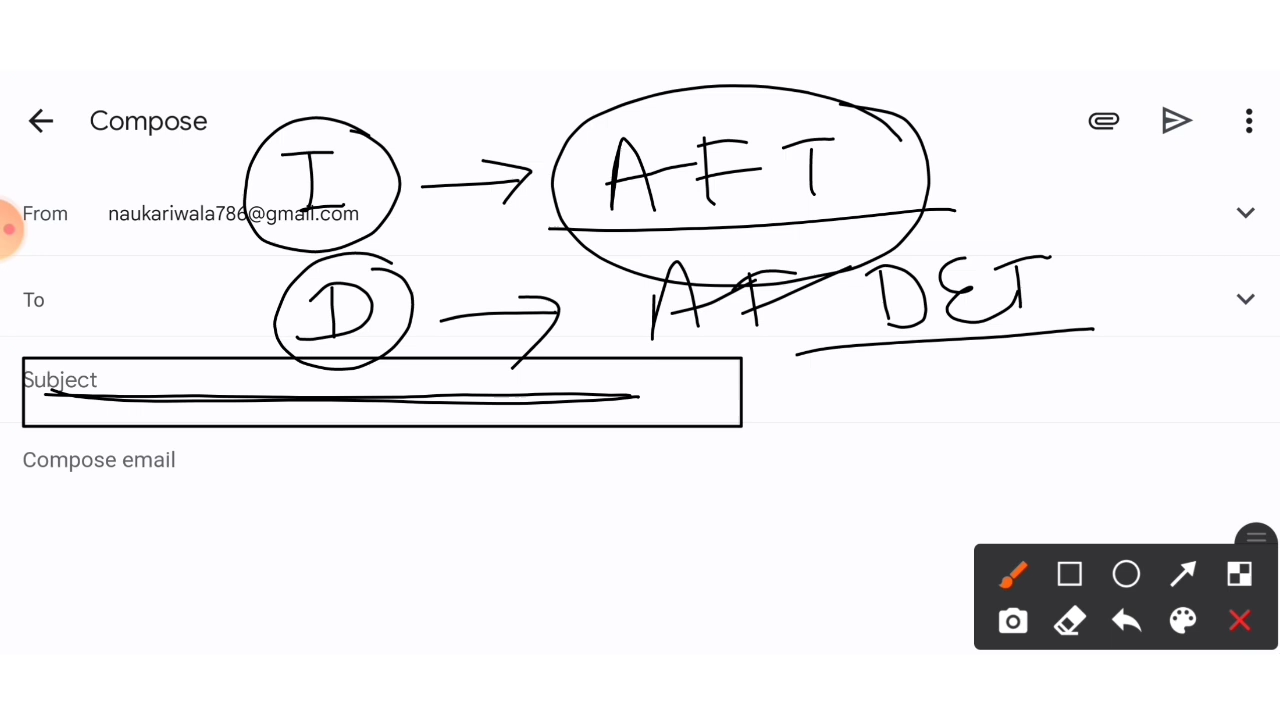 Compose
I → AFT
From naukariwala786@gmail.com
D → AF DET
To
Subject
Compose email